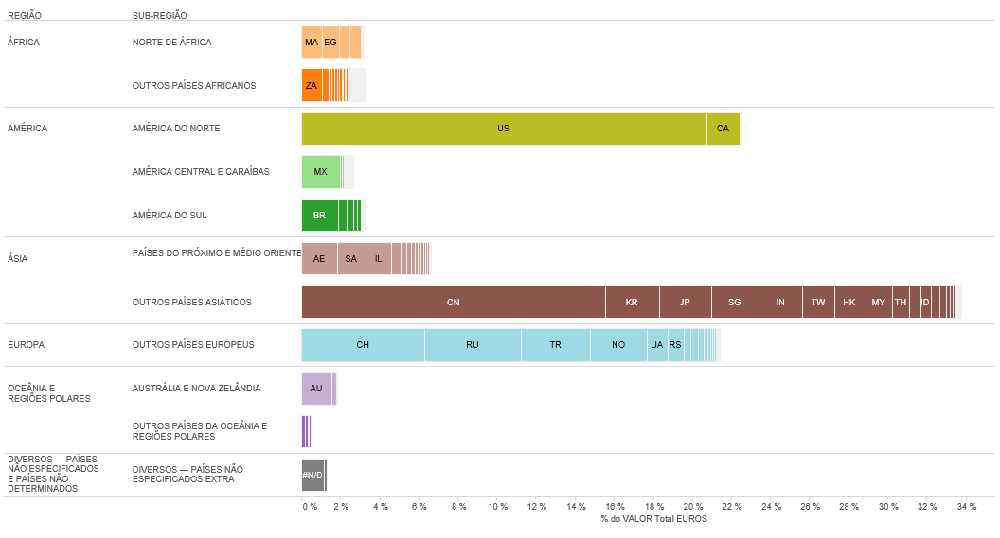 REGIÃO SUB-REGIÃO
ÁFRICA NORTE DE ÁFRICA MA EG
OUTROS PAÍSES AFRICANOS ZA
AMÉRICA AMÉRICA DO NORTE US CA
AMÉRICA CENTRAL E CARAÍBAS MX
AMÉRICA DO SUL BR
ÁSIA PAÍSES DO PRÓXIMO E MÉDIO ORIENTE AE SA IL
OUTROS PAÍSES ASIÁTICOS CN KR JP SG IN TW HK MY TH ID
EUROPA OUTROS PAÍSES EUROPEUS CH RU TR NO UA RS
OCEÂNIA E
REGIÕES POLARES
AUSTRÁLIA E NOVA ZELÂNDIA AU
OUTROS PAÍSES DA OCEÂNIA E
REGIÕES POLARES
DIVERSOS — PAÍSES
NÃO ESPECIFICADOS
E PAÍSES NÃO
DETERMINADOS
DIVERSOS — PAÍSES NÃO
ESPECIFICADOS EXTRA
#N/D
0 % 2 % 4 % 6 % 8 % 10 % 12 % 14 % 16 % 18 % 20 % 22 % 24 % 26 % 28 % 30 % 32 % 34 %
% do VALOR Total EUROS